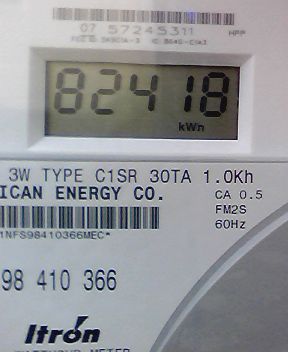 07 57245311
82418
kWh
3W TYPE C1SR 30TA 1.0Kh
ICAN ENERGY CO. CA 0.5
FM2S
60Hz
1NFS98410366MEC*
98 410 366
Itron